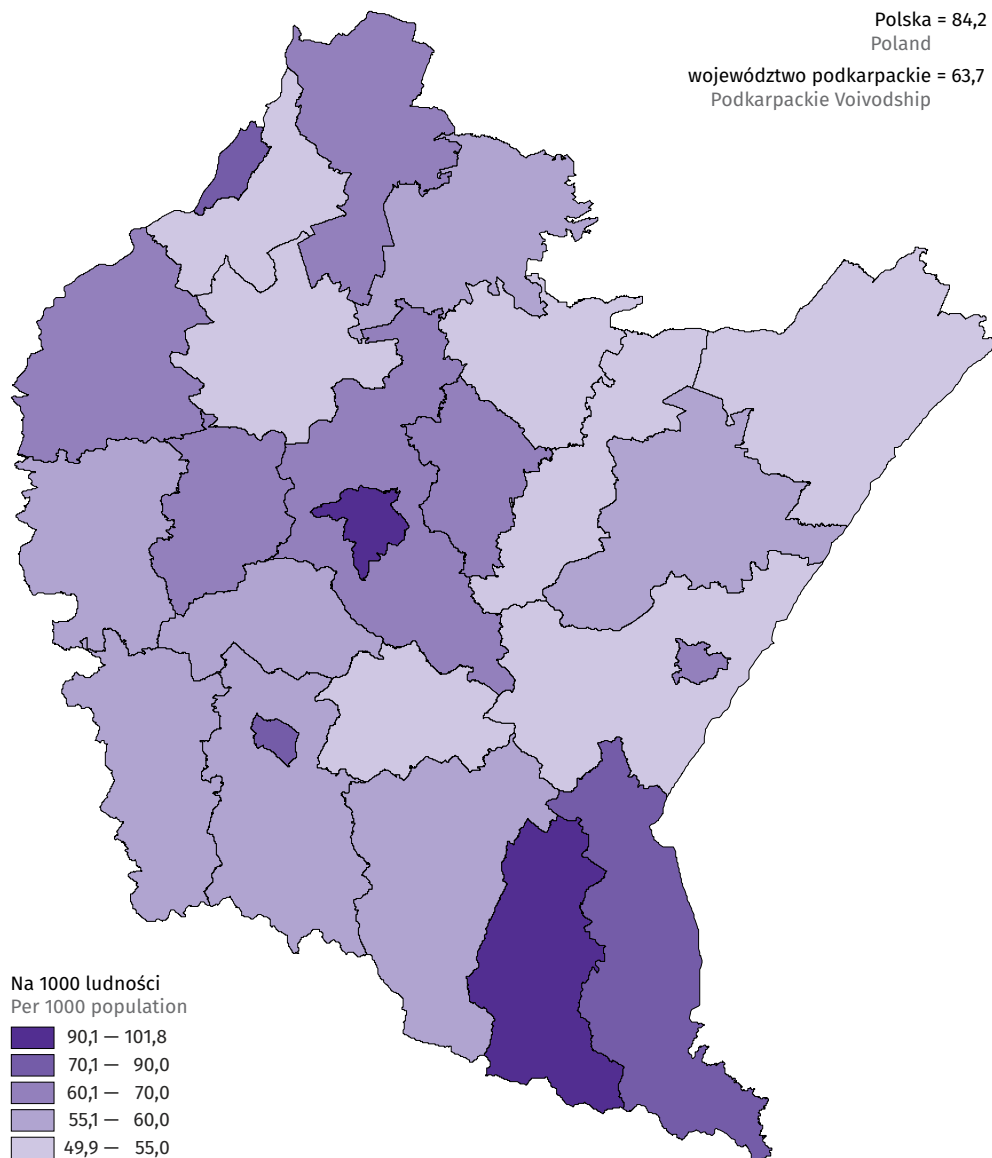 Polska = 84,2
Poland
województwo podkarpackie = 63,7
Podkarpackie Voivodship
Na 1000 ludności
Per 1000 population
90,1 — 101,8
70,1 — 90,0
60,1 — 70,0
55,1 — 60,0
49,9 — 55,0